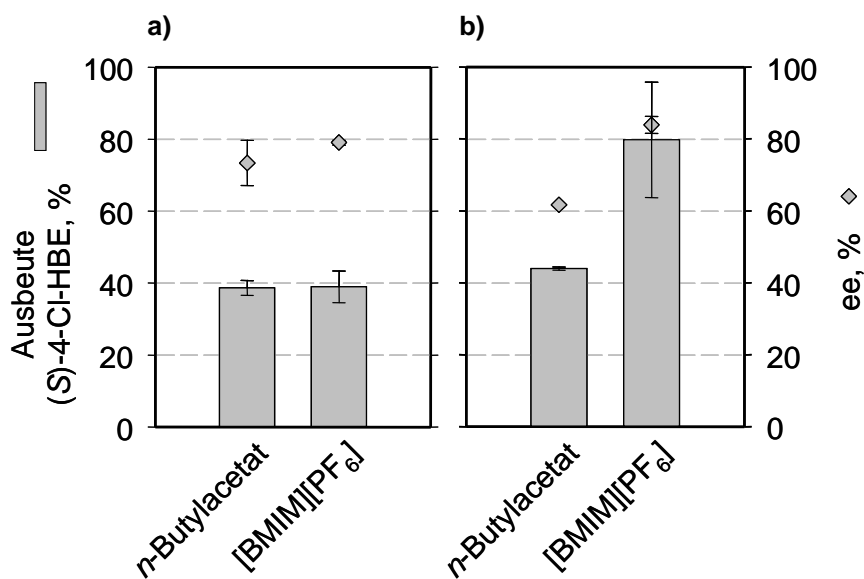 a)
b)
Ausbeute
(S)-4-Cl-HBE, %
100
80
60
40
20
0
n-Butylacetat
[BMIM][PF6]
n-Butylacetat
[BMIM][PF6]
100
80
60
40
20
0
ee, %